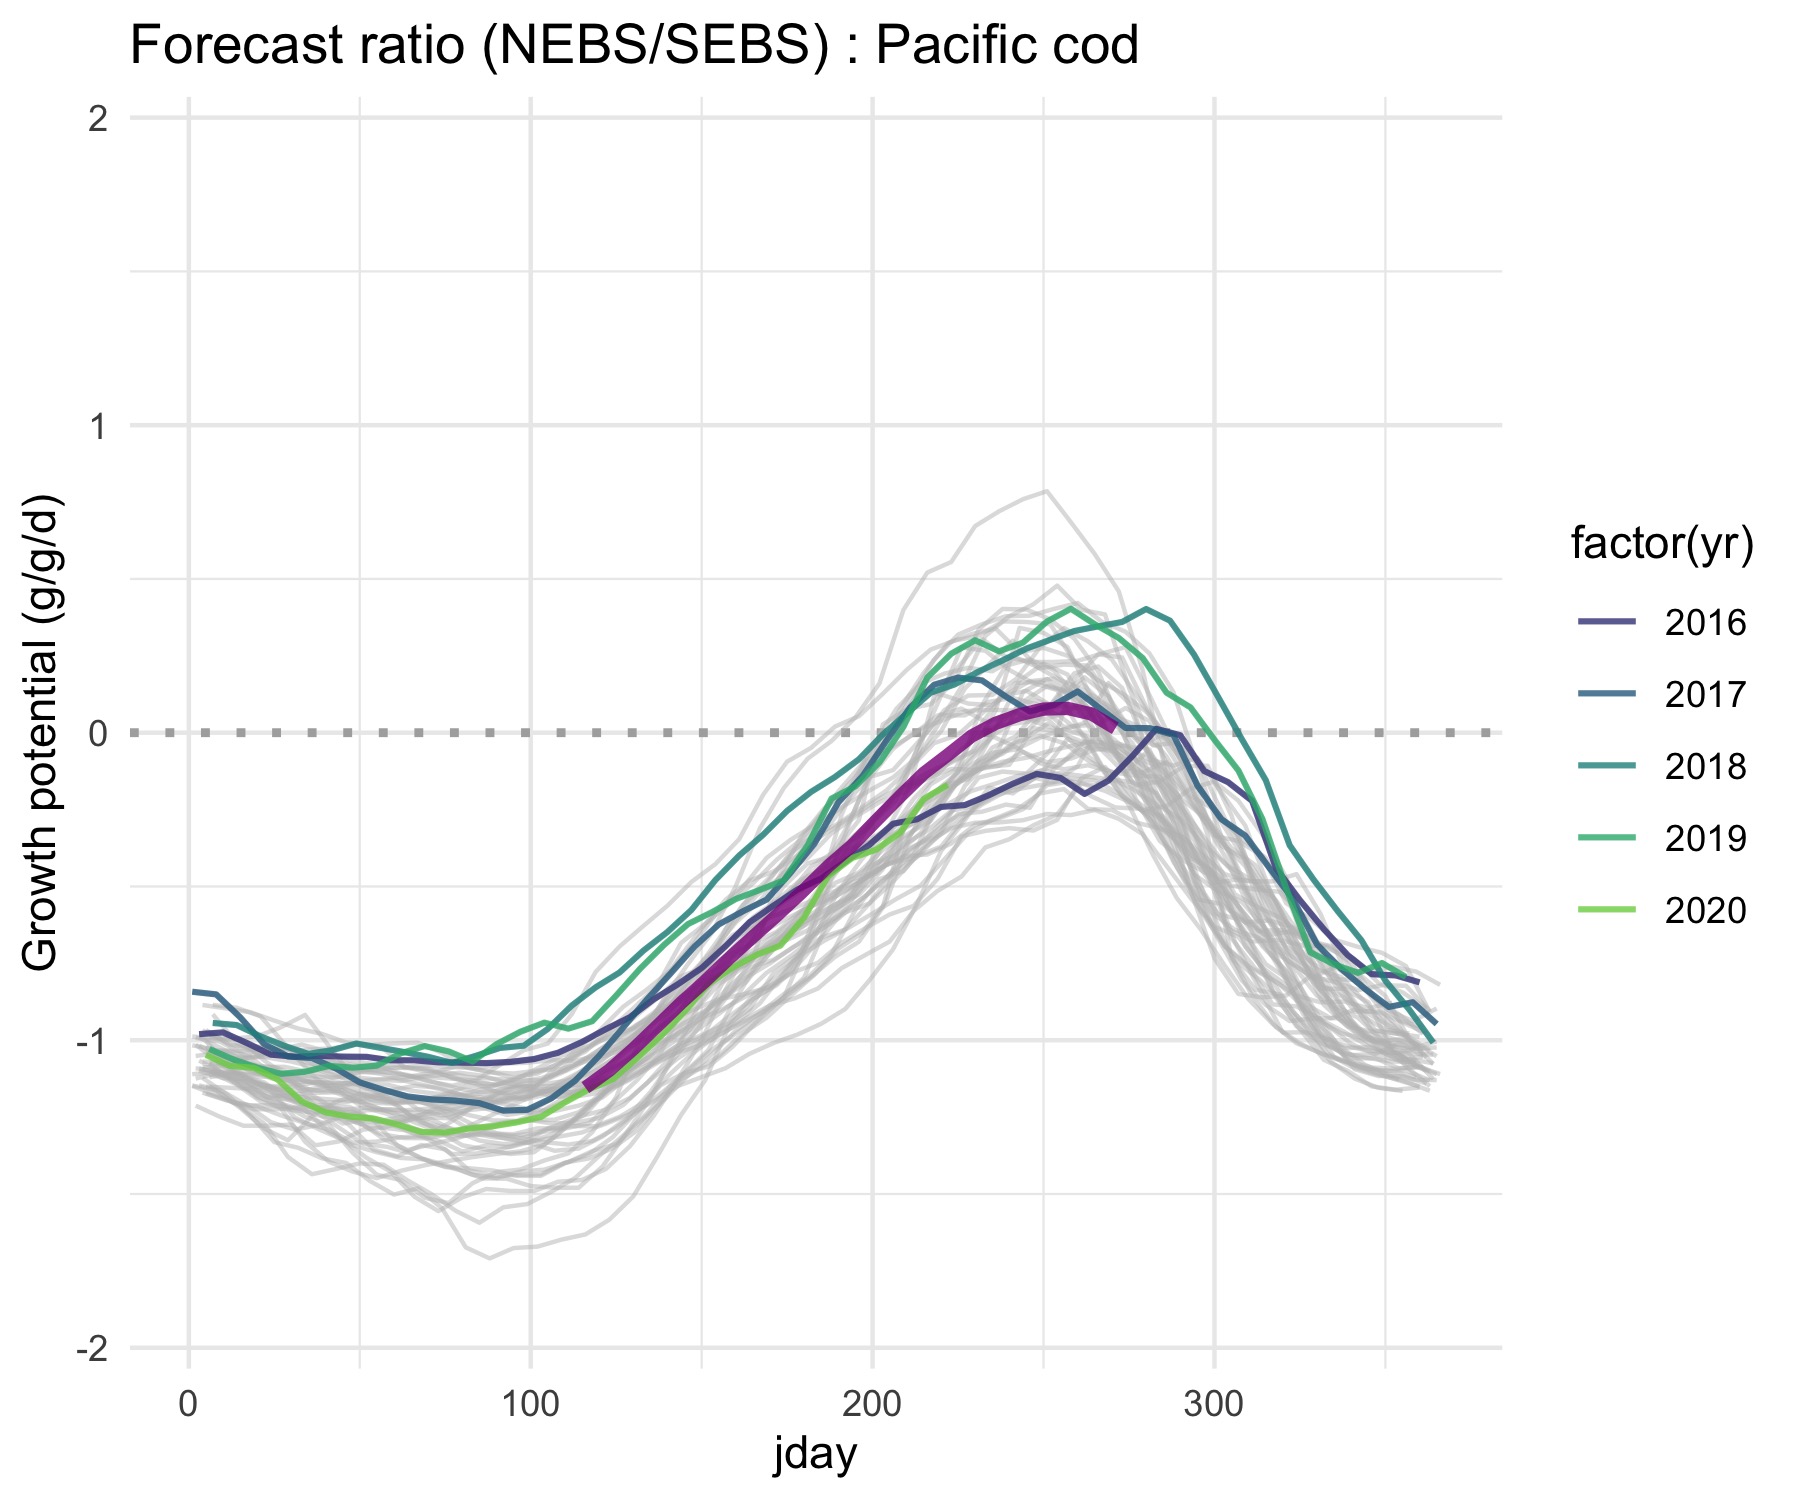 Forecast ratio (NEBS/SEBS) : Pacific cod
Growth potential (g/g/d)
2
1
0
-1
-2
0 100 200 300
jday
factor(yr)
2016
2017
2018
2019
2020